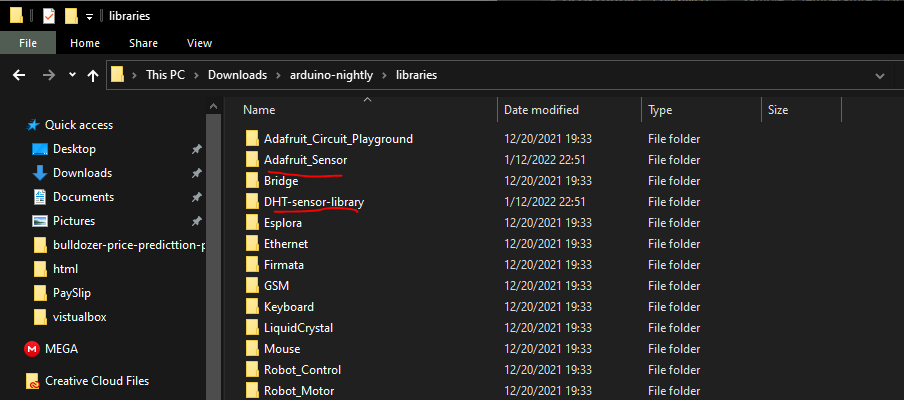 libraries
File Home Share View
This PC > Downloads > arduino-nightly > libraries
Name Date modified Type Size
Quick access
Desktop
Downloads
Documents
Pictures
bulldozer-price-predicttion-p
html
PaySlip
vistualbox
MEGA
Creative Cloud Files
Adafruit_Circuit_Playground 12/20/2021 19:33 File folder
Adafruit_Sensor 1/12/2022 22:51 File folder
Bridge 12/20/2021 19:33 File folder
DHT-sensor-library 1/12/2022 22:51 File folder
Esplora 12/20/2021 19:33 File folder
Ethernet 12/20/2021 19:33 File folder
Firmata 12/20/2021 19:33 File folder
GSM 12/20/2021 19:33 File folder
Keyboard 12/20/2021 19:33 File folder
LiquidCrystal 12/20/2021 19:33 File folder
Mouse 12/20/2021 19:33 File folder
Robot_Control 12/20/2021 19:33 File folder
Robot_Motor 12/20/2021 19:33 File folder